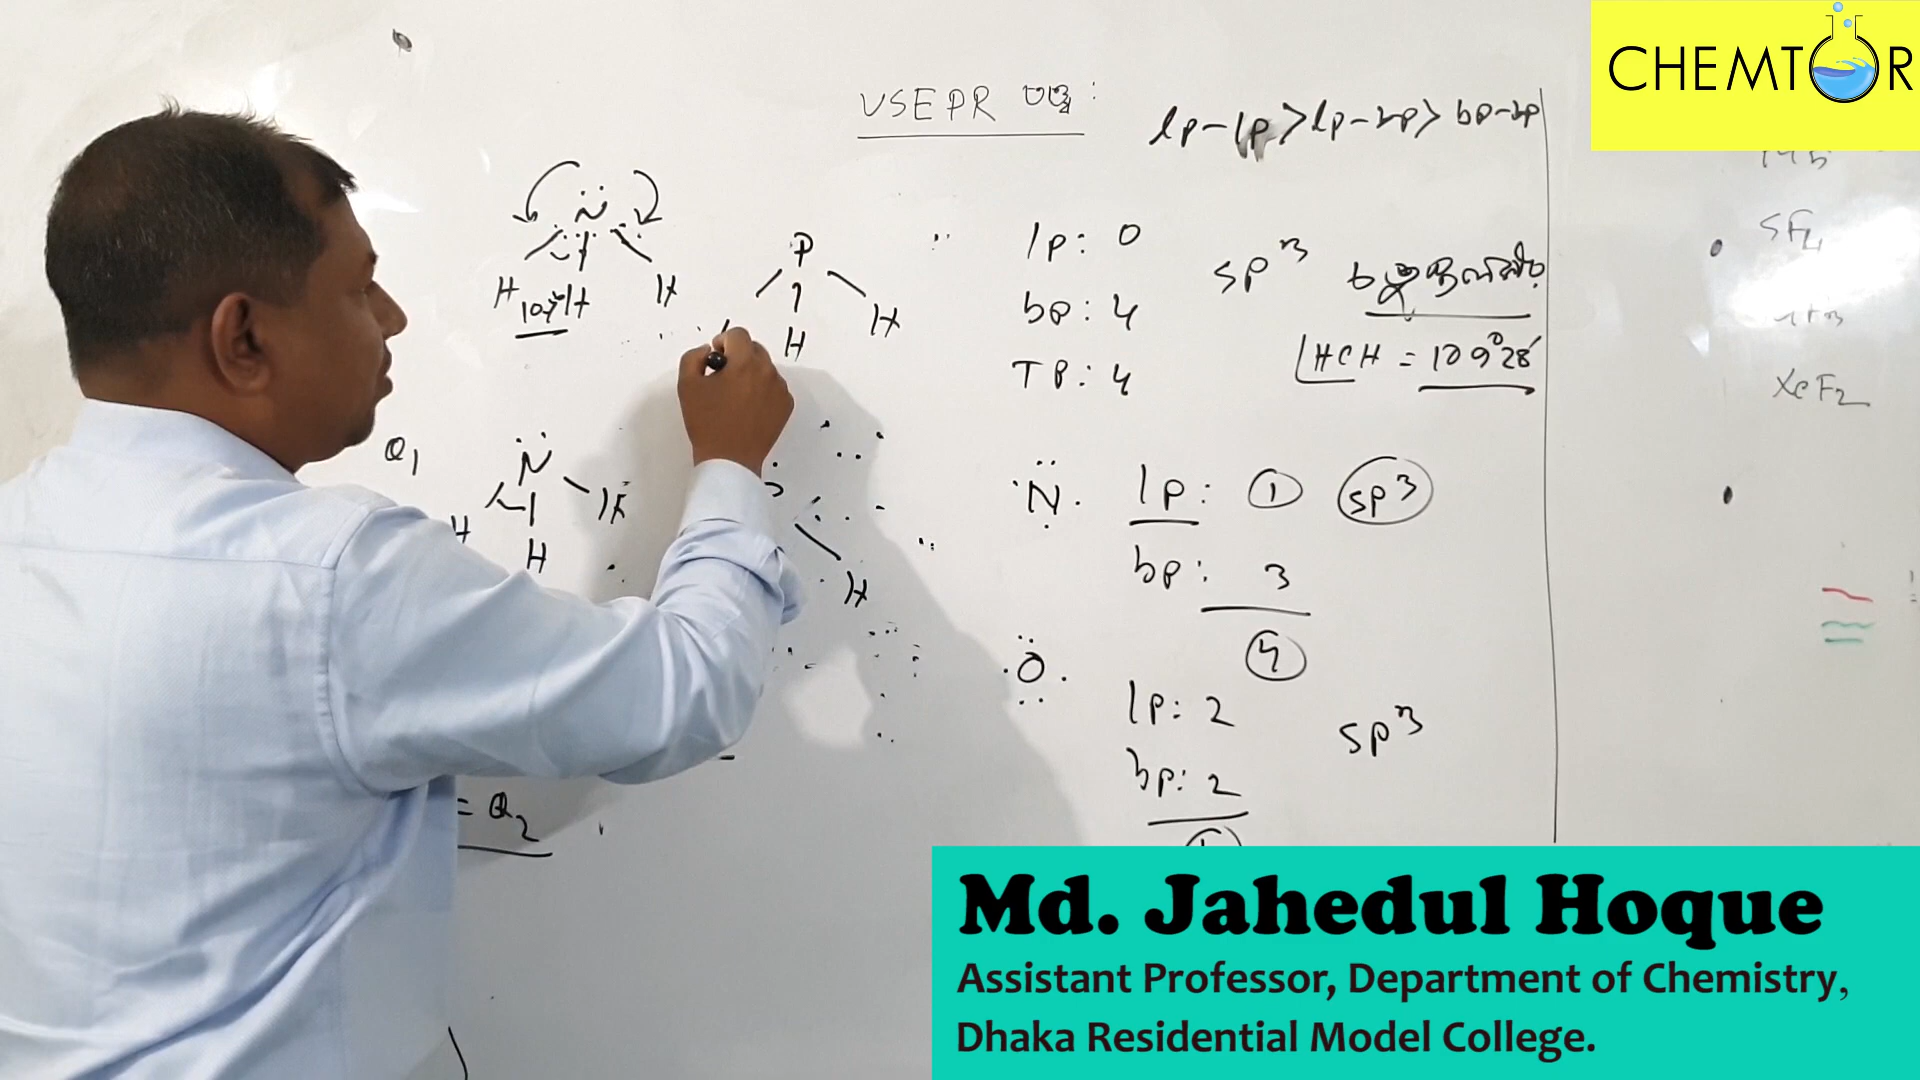 CHEMTOR
VSEPR তত্ত্ব:
lp-lp>lp-bp>bp-bp
N
H H H
107°
P
H
H
lp: 0
bp: 4
TP: 4
sp3
চতুস্তলকীয়
∠HCH = 109°28′
SF4
XeF2
Q1
N
H H H
H
N
lp: 1
sp3
bp: 3
4
O
lp: 2
bp: 2
sp3
= Q2
Md. Jahedul Hoque
Assistant Professor, Department of Chemistry,
Dhaka Residential Model College.